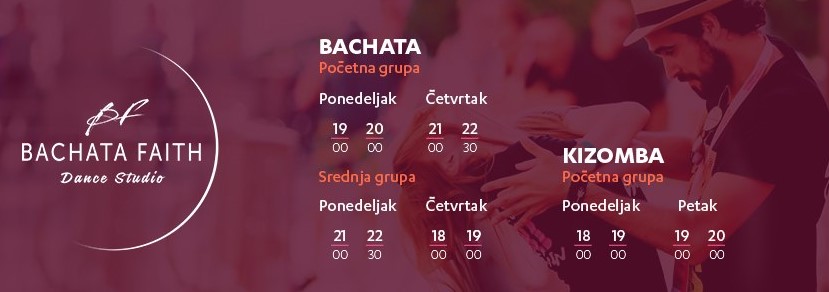 BF
BACHATA FAITH
Dance Studio
BACHATA
Početna grupa
Ponedeljak Četvrtak
19 20 21 22
00 00 00 30
Srednja grupa
Ponedeljak Četvrtak
21 22 18 19
00 30 00 00
KIZOMBA
Početna grupa
Ponedeljak Petak
18 19 19 20
00 00 00 00